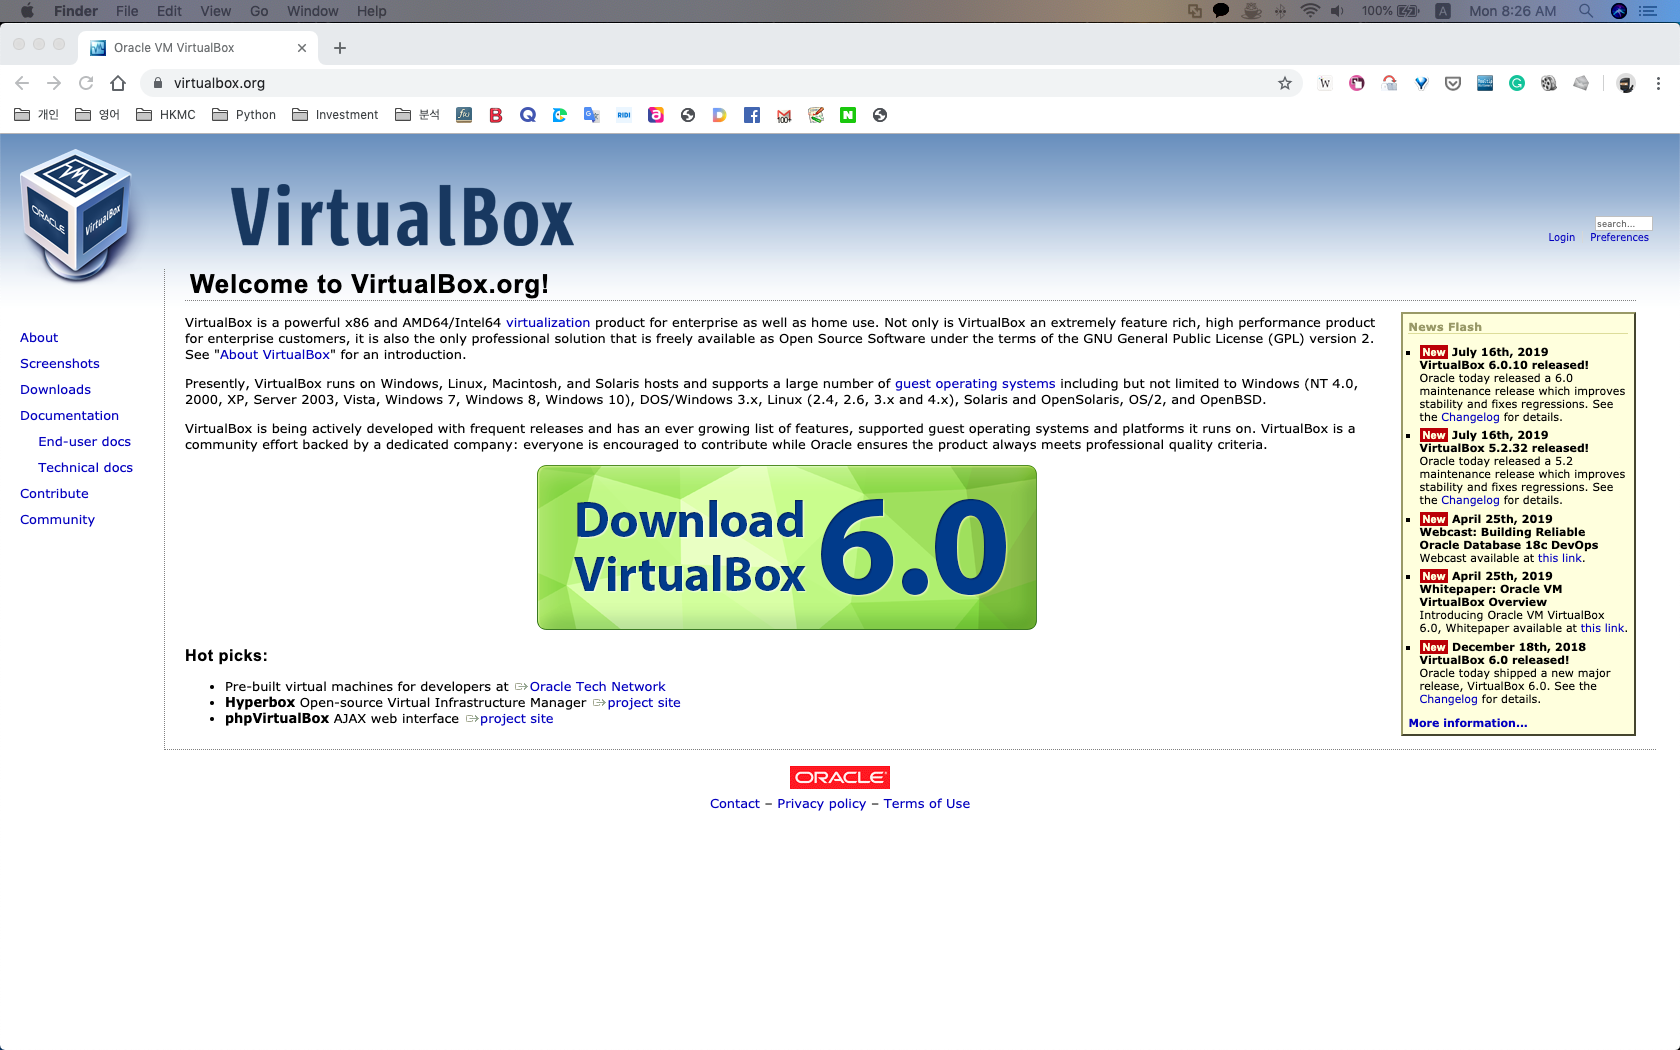 Finder File Edit View Go Window Help 100% A Mon 8:26 AM
Oracle VM VirtualBox
virtualbox.org
개인 영어 HKMC Python Investment 분석
ORACLE VirtualBox
VirtualBox
search...
Login Preferences
Welcome to VirtualBox.org!
About
Screenshots
Downloads
Documentation
End-user docs
Technical docs
Contribute
Community
VirtualBox is a powerful x86 and AMD64/Intel64 virtualization product for enterprise as well as home use. Not only is VirtualBox an extremely feature rich, high performance product
for enterprise customers, it is also the only professional solution that is freely available as Open Source Software under the terms of the GNU General Public License (GPL) version 2.
See "About VirtualBox" for an introduction.
Presently, VirtualBox runs on Windows, Linux, Macintosh, and Solaris hosts and supports a large number of guest operating systems including but not limited to Windows (NT 4.0,
2000, XP, Server 2003, Vista, Windows 7, Windows 8, Windows 10), DOS/Windows 3.x, Linux (2.4, 2.6, 3.x and 4.x), Solaris and OpenSolaris, OS/2, and OpenBSD.
VirtualBox is being actively developed with frequent releases and has an ever growing list of features, supported guest operating systems and platforms it runs on. VirtualBox is a
community effort backed by a dedicated company: everyone is encouraged to contribute while Oracle ensures the product always meets professional quality criteria.
Download
VirtualBox 6.0
Hot picks:
Pre-built virtual machines for developers at Oracle Tech Network
Hyperbox Open-source Virtual Infrastructure Manager project site
phpVirtualBox AJAX web interface project site
News Flash
New July 16th, 2019
VirtualBox 6.0.10 released!
Oracle today released a 6.0
maintenance release which improves
stability and fixes regressions. See
the Changelog for details.
New July 16th, 2019
VirtualBox 5.2.32 released!
Oracle today released a 5.2
maintenance release which improves
stability and fixes regressions. See
the Changelog for details.
New April 25th, 2019
Webcast: Building Reliable
Oracle Database 18c DevOps
Webcast available at this link.
New April 25th, 2019
Whitepaper: Oracle VM
VirtualBox Overview
Introducing Oracle VM VirtualBox
6.0, Whitepaper available at this link.
New December 18th, 2018
VirtualBox 6.0 released!
Oracle today shipped a new major
release, VirtualBox 6.0. See the
Changelog for details.
More information...
ORACLE
Contact – Privacy policy – Terms of Use